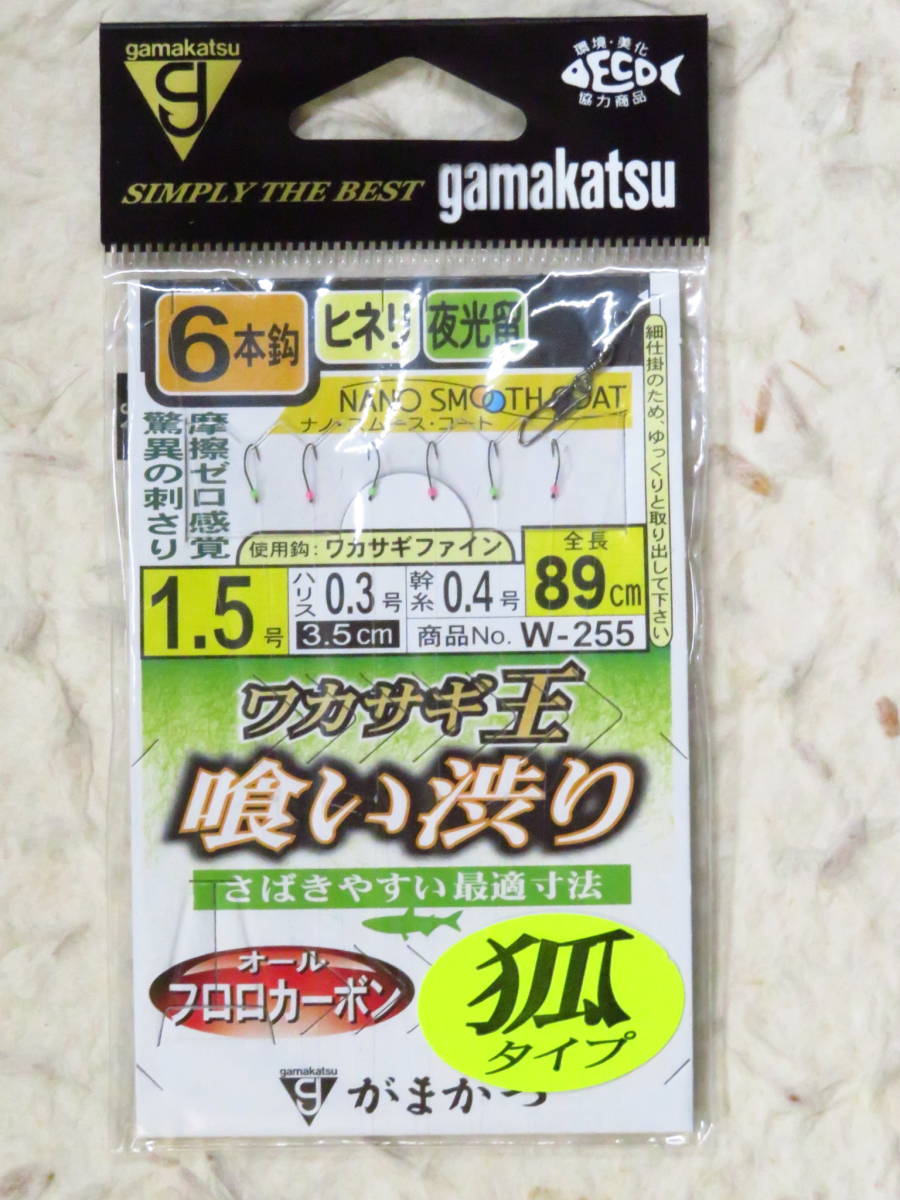 gamakatsu
環境・美化
ECO
協力商品
SIMPLY THE BEST
gamakatsu
6本鈎
ヒネリ
夜光留
NANO SMOOTH COAT
ナノ・スムース・コート
摩擦ゼロ感覚
驚異の刺さり
細仕掛のため、ゆっくりと取り出して下さい
使用鈎：ワカサギファイン
全長
89cm
1.5号
ハリス 0.3号
3.5cm
幹糸 0.4号
商品No. W-255
ワカサギ王
喰い渋り
さばきやすい最適寸法
オール
フロロカーボン
狐
タイプ
gamakatsu
がまかつ